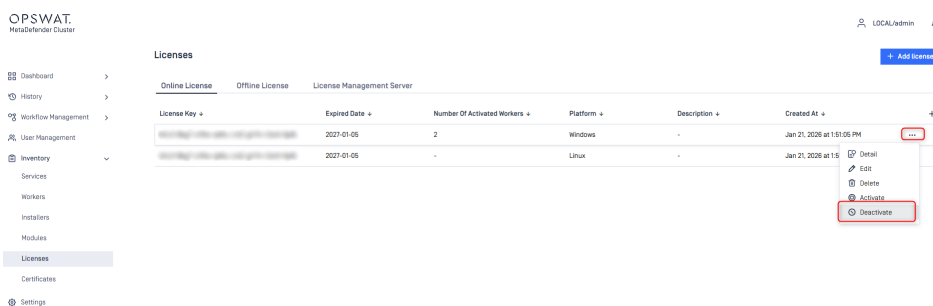 OPSWAT.
MetaDefender Cluster
LOCAL/admin
Licenses
+ Add license
Dashboard
Online License Offline License License Management Server
History
License Key Expired Date Number Of Activated Workers Platform Description Created At
Workflow Management
2027-01-05 2 Windows - Jan 21, 2026 at 1:51:05 PM ...
User Management
Inventory
2027-01-05 - Linux - Jan 21, 2026 at 1:5
Detail
Edit
Services
Delete
Workers
Activate
Deactivate
Installers
Modules
Licenses
Certificates
Settings